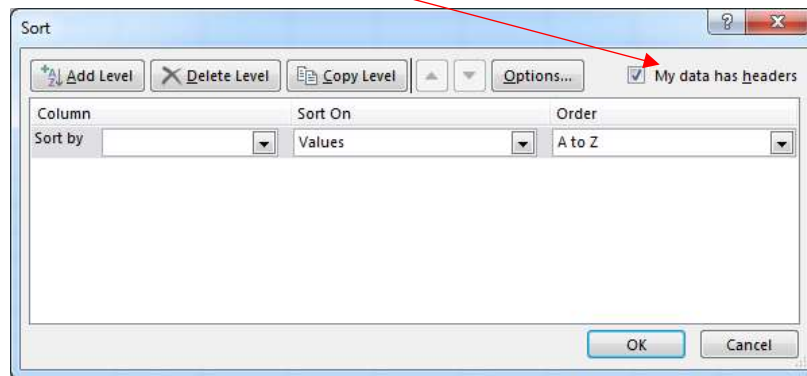 Sort
Add Level Delete Level Copy Level Options... My data has headers
Column Sort On Order
Sort by Values A to Z
OK Cancel